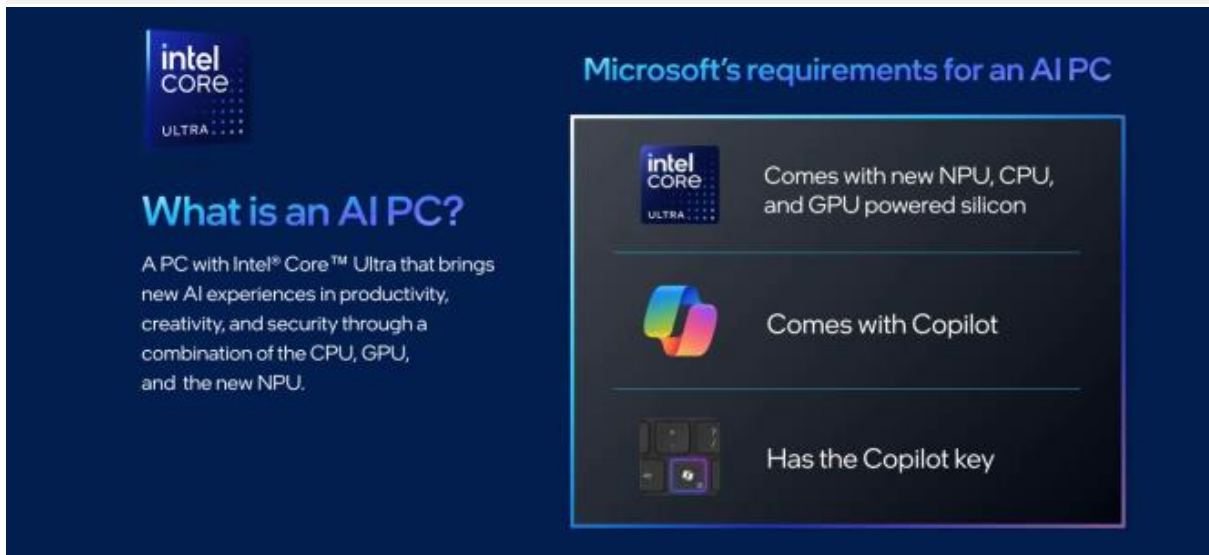 intel
CORE
ULTRA
What is an AI PC?
A PC with Intel® Core™ Ultra that brings
new AI experiences in productivity,
creativity, and security through a
combination of the CPU, GPU,
and the new NPU.
Microsoft's requirements for an AI PC
intel
CORE
ULTRA
Comes with new NPU, CPU,
and GPU powered silicon
Comes with Copilot
Has the Copilot key